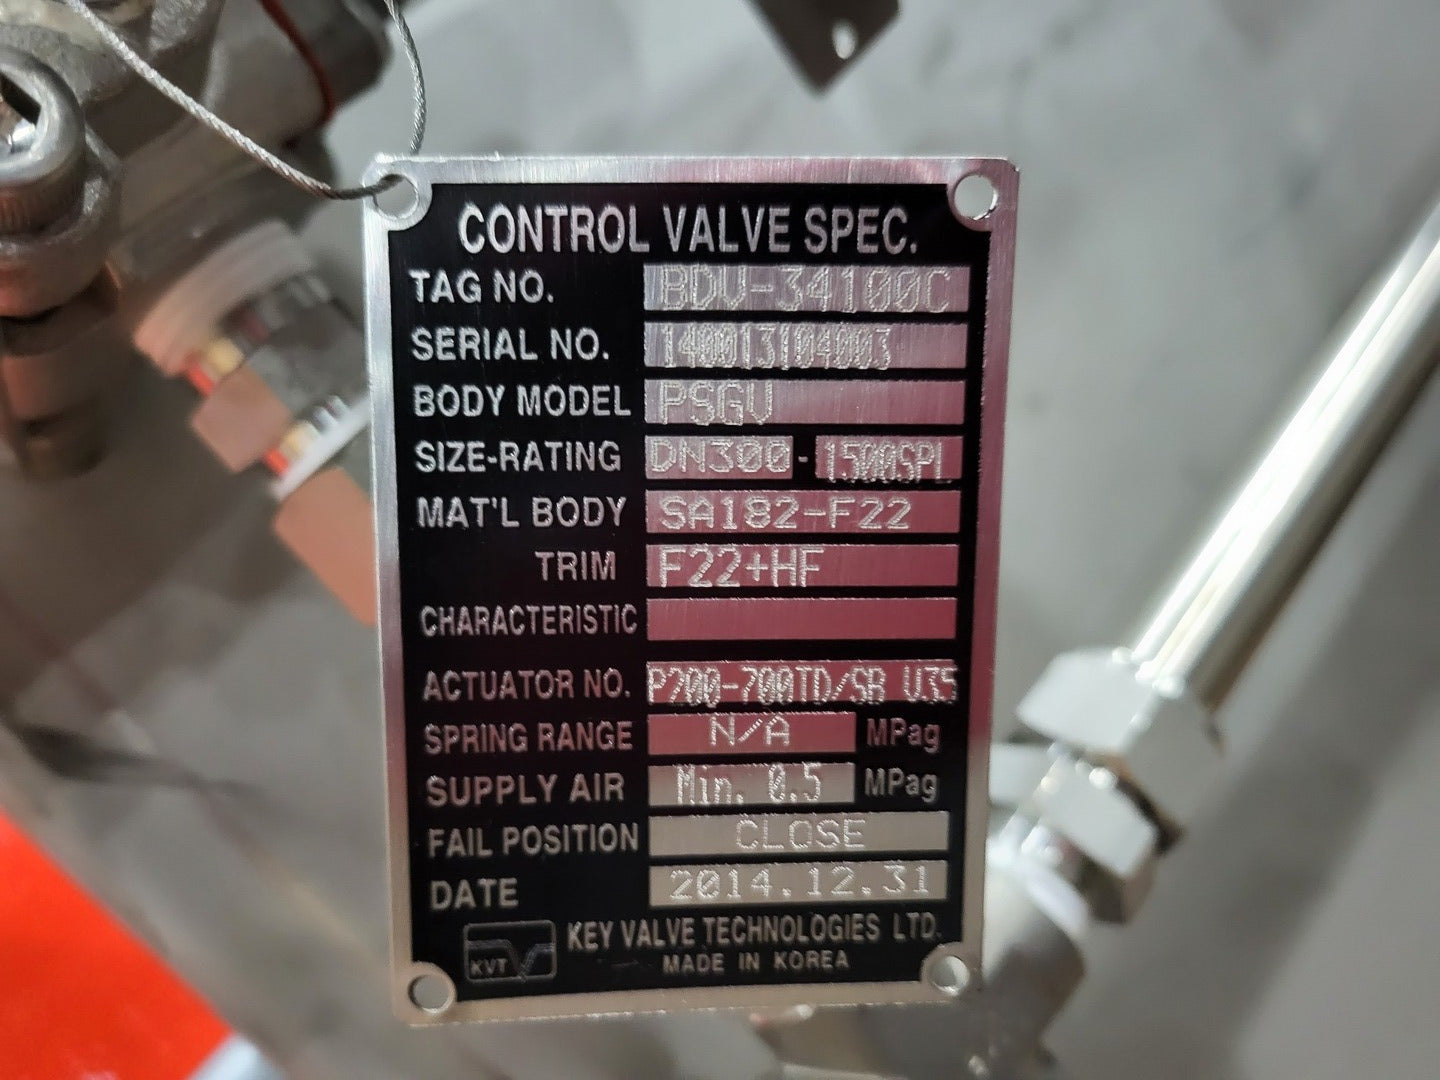 CONTROL VALVE SPEC.
TAG NO. BDV-34100C
SERIAL NO. 140013104003
BODY MODEL PSGV
SIZE-RATING DN300 - 1500SPL
MAT'L BODY SA182-F22
TRIM F22+HF
CHARACTERISTIC
ACTUATOR NO. P200-700TD/SR U35
SPRING RANGE N/A MPag
SUPPLY AIR Min. 0.5 MPag
FAIL POSITION CLOSE
DATE 2014.12.31
KVT KEY VALVE TECHNOLOGIES LTD.
MADE IN KOREA